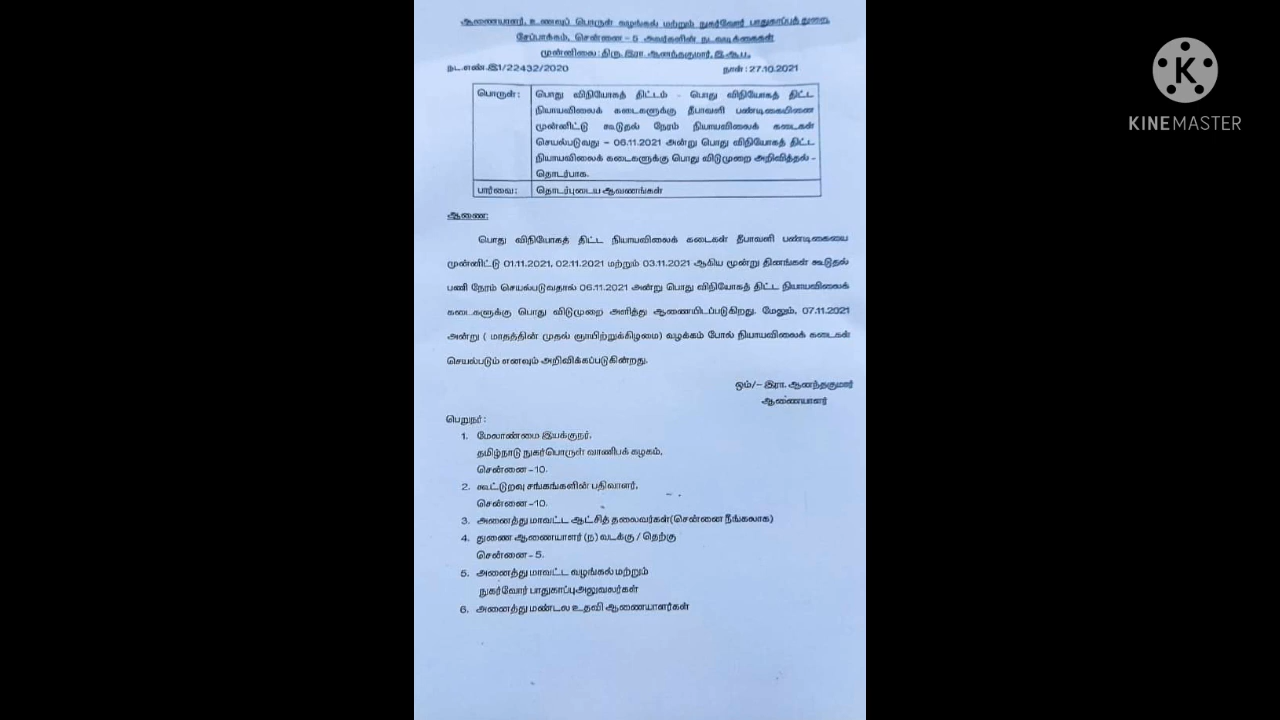 ஆணையாளர், உணவுப் பொருள் வழங்கல் மற்றும் நுகர்வோர் பாதுகாப்புத் துறை,
சேப்பாக்கம், சென்னை – 5 அவர்களின் நடவடிக்கைகள்
முன்னிலை : திரு. இரா. ஆனந்தகுமார், இ.ஆ.ப.,
நட.எண்.இ1/22432/2020 நாள் : 27.10.2021
பொருள்: பொது விநியோகத் திட்டம் - பொது விநியோகத் திட்ட
நியாயவிலைக் கடைகளுக்கு தீபாவளி பண்டிகையினை
முன்னிட்டு கூடுதல் நேரம் நியாயவிலைக் கடைகள்
செயல்படுவது – 06.11.2021 அன்று பொது விநியோகத் திட்ட
நியாயவிலைக் கடைகளுக்கு பொது விடுமுறை அறிவித்தல் –
தொடர்பாக.
பார்வை: தொடர்புடைய ஆவணங்கள்
ஆணை:
பொது விநியோகத் திட்ட நியாயவிலைக் கடைகள் தீபாவளி பண்டிகையை
முன்னிட்டு 01.11.2021, 02.11.2021 மற்றும் 03.11.2021 ஆகிய மூன்று தினங்கள் கூடுதல்
பணி நேரம் செயல்படுவதால் 06.11.2021 அன்று பொது விநியோகத் திட்ட நியாயவிலைக்
கடைகளுக்கு பொது விடுமுறை அளித்து ஆணையிடப்படுகிறது. மேலும், 07.11.2021
அன்று ( மாதத்தின் முதல் ஞாயிற்றுக்கிழமை) வழக்கம் போல் நியாயவிலைக் கடைகள்
செயல்படும் எனவும் அறிவிக்கப்படுகின்றது.
ஒம்/– இரா. ஆனந்தகுமார்
ஆணையாளர்
பெறுநர் :
1. மேலாண்மை இயக்குநர்,
தமிழ்நாடு நுகர்பொருள் வாணிபக் கழகம்,
சென்னை –10.
2. கூட்டுறவு சங்கங்களின் பதிவாளர்,
சென்னை –10.
3. அனைத்து மாவட்ட ஆட்சித் தலைவர்கள்(சென்னை நீங்கலாக)
4. துணை ஆணையாளர் (ந) வடக்கு / தெற்கு
சென்னை – 5.
5. அனைத்து மாவட்ட வழங்கல் மற்றும்
நுகர்வோர் பாதுகாப்புஅலுவலர்கள்
6. அனைத்து மண்டல உதவி ஆணையாளர்கள்
K
KINEMASTER